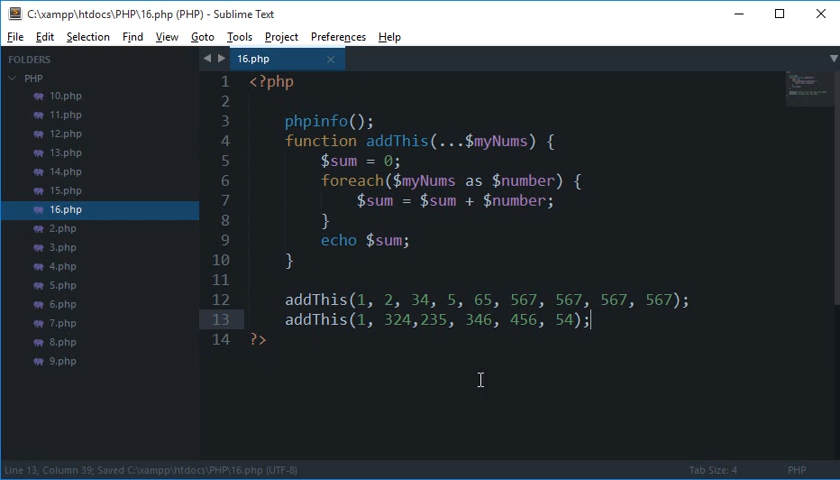 C:\xampp\htdocs\PHP\16.php (PHP) - Sublime Text
File Edit Selection Find View Goto Tools Project Preferences Help
FOLDERS
PHP
10.php
11.php
12.php
13.php
14.php
15.php
16.php
2.php
3.php
4.php
5.php
6.php
7.php
8.php
9.php
16.php
1 <?php
2
3 phpinfo();
4 function addThis(...$myNums) {
5 $sum = 0;
6 foreach($myNums as $number) {
7 $sum = $sum + $number;
8 }
9 echo $sum;
10 }
11
12 addThis(1, 2, 34, 5, 65, 567, 567, 567, 567);
13 addThis(1, 324,235, 346, 456, 54);
14 ?>
Line 13, Column 39; Saved C:\xampp\htdocs\PHP\16.php (UTF-8)
Tab Size: 4
PHP